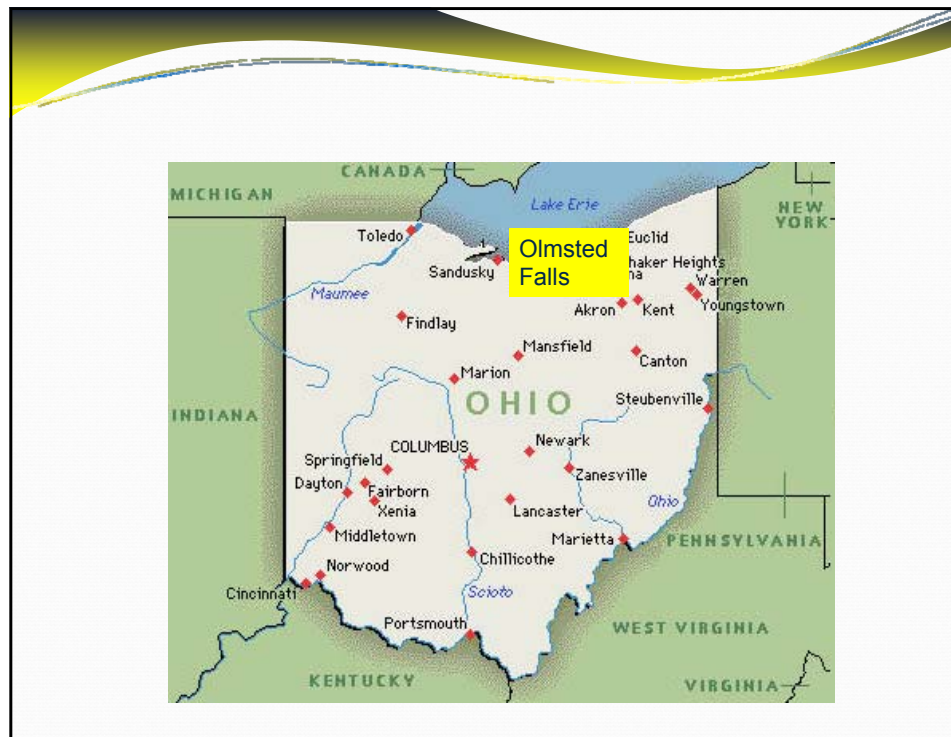 CANADA
MICHIGAN
Lake Erie
NEW
YORK
Toledo
Olmsted
Falls
Euclid
Sandusky
haker Heights
na
Warren
Maumee
Akron
Kent
Youngstown
Findlay
Mansfield
Canton
Marion
OHIO
Steubenville
INDIANA
COLUMBUS
Newark
Springfield
Zanesville
Dayton
Fairborn
Xenia
Lancaster
Ohio
Middletown
Marietta
PENNSYLVANIA
Chillicothe
Norwood
Cincinnati
Scioto
Portsmouth
WEST VIRGINIA
KENTUCKY
VIRGINIA